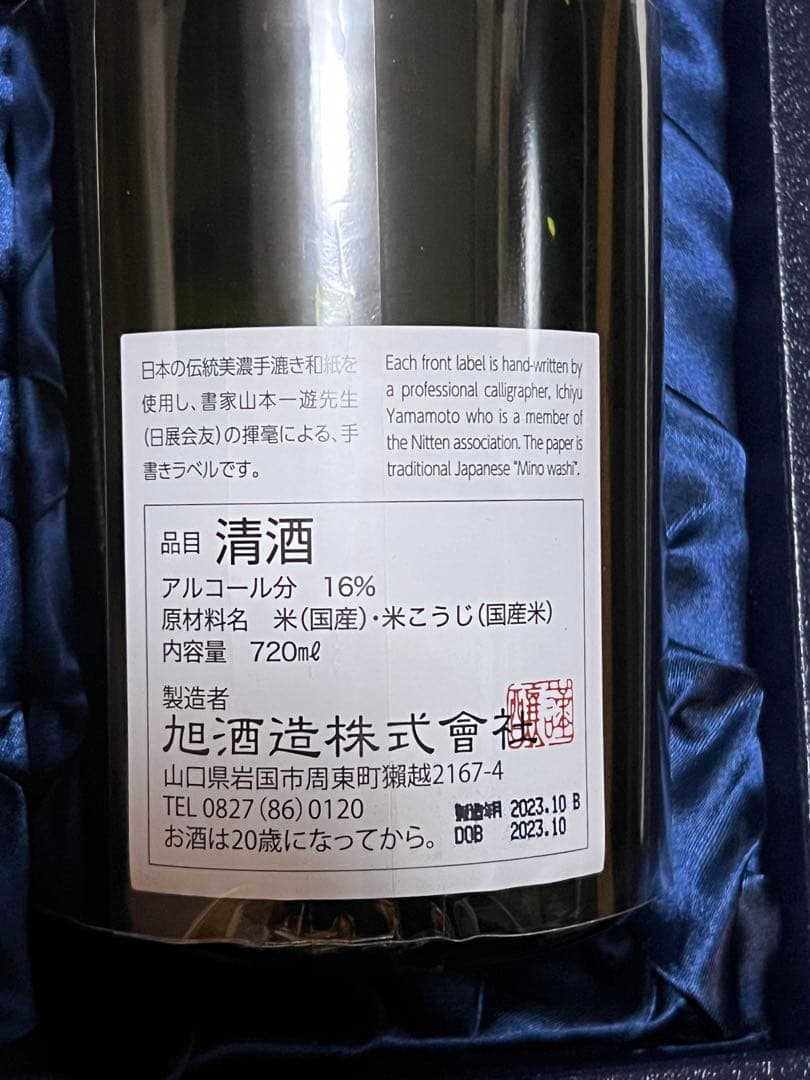 日本の伝統美濃手漉き和紙を
使用し、書家山本一遊先生
(日展会友)の揮毫による、手
書きラベルです。
Each front label is hand-written by
a professional calligrapher, Ichiyu
Yamamoto who is a member of
the Nitten association. The paper is
traditional Japanese "Mino washi".
品目 清酒
アルコール分 16%
原材料名 米(国産)・米こうじ(国産米)
内容量 720㎖
製造者
旭酒造株式會社
謹醸
山口県岩国市周東町獺越2167-4
TEL 0827(86)0120
お酒は20歳になってから。
製造年月 2023.10 B
DOB 2023.10